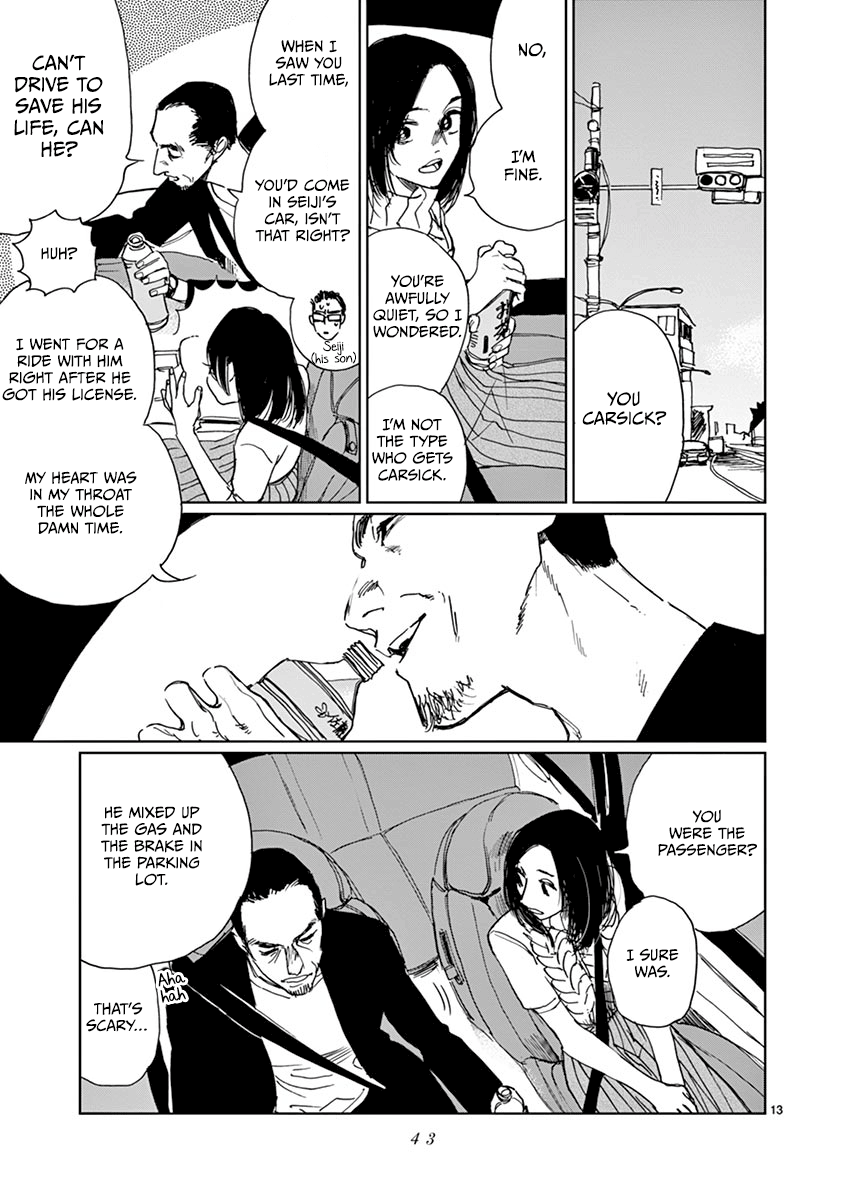 YOU
CARSICK?
NO,
I'M
FINE.
YOU'RE
AWFULLY
QUIET, SO I
WONDERED.
I'M NOT
THE TYPE
WHO GETS
CARSICK.
WHEN I
SAW YOU
LAST TIME,
YOU'D COME
IN SEIJI'S
CAR, ISN'T
THAT RIGHT?
Seiji
(his son)
CAN'T
DRIVE TO
SAVE HIS
LIFE, CAN
HE?
HUH?
I WENT FOR A
RIDE WITH HIM
RIGHT AFTER HE
GOT HIS LICENSE.
MY HEART WAS
IN MY THROAT
THE WHOLE
DAMN TIME.
YOU
WERE THE
PASSENGER?
I SURE
WAS.
HE MIXED UP
THE GAS AND
THE BRAKE IN
THE PARKING
LOT.
Aha
hah
THAT'S
SCARY...
13
43